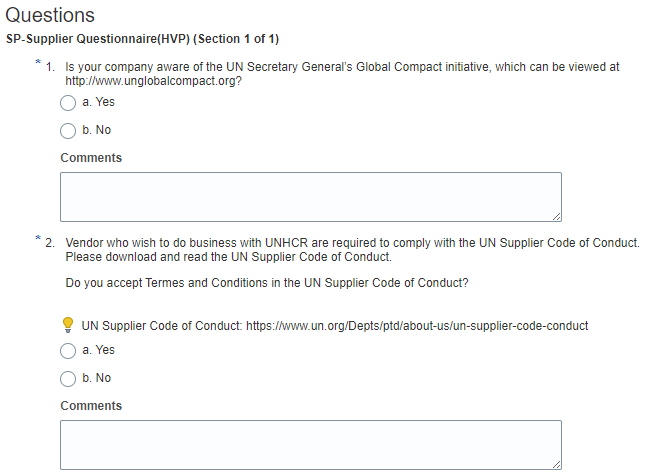 Questions
SP-Supplier Questionnaire(HVP) (Section 1 of 1)
* 1. Is your company aware of the UN Secretary General's Global Compact initiative, which can be viewed at
http://www.unglobalcompact.org?
a. Yes
b. No
Comments
* 2. Vendor who wish to do business with UNHCR are required to comply with the UN Supplier Code of Conduct.
Please download and read the UN Supplier Code of Conduct.
Do you accept Termes and Conditions in the UN Supplier Code of Conduct?
UN Supplier Code of Conduct: https://www.un.org/Depts/ptd/about-us/un-supplier-code-conduct
a. Yes
b. No
Comments